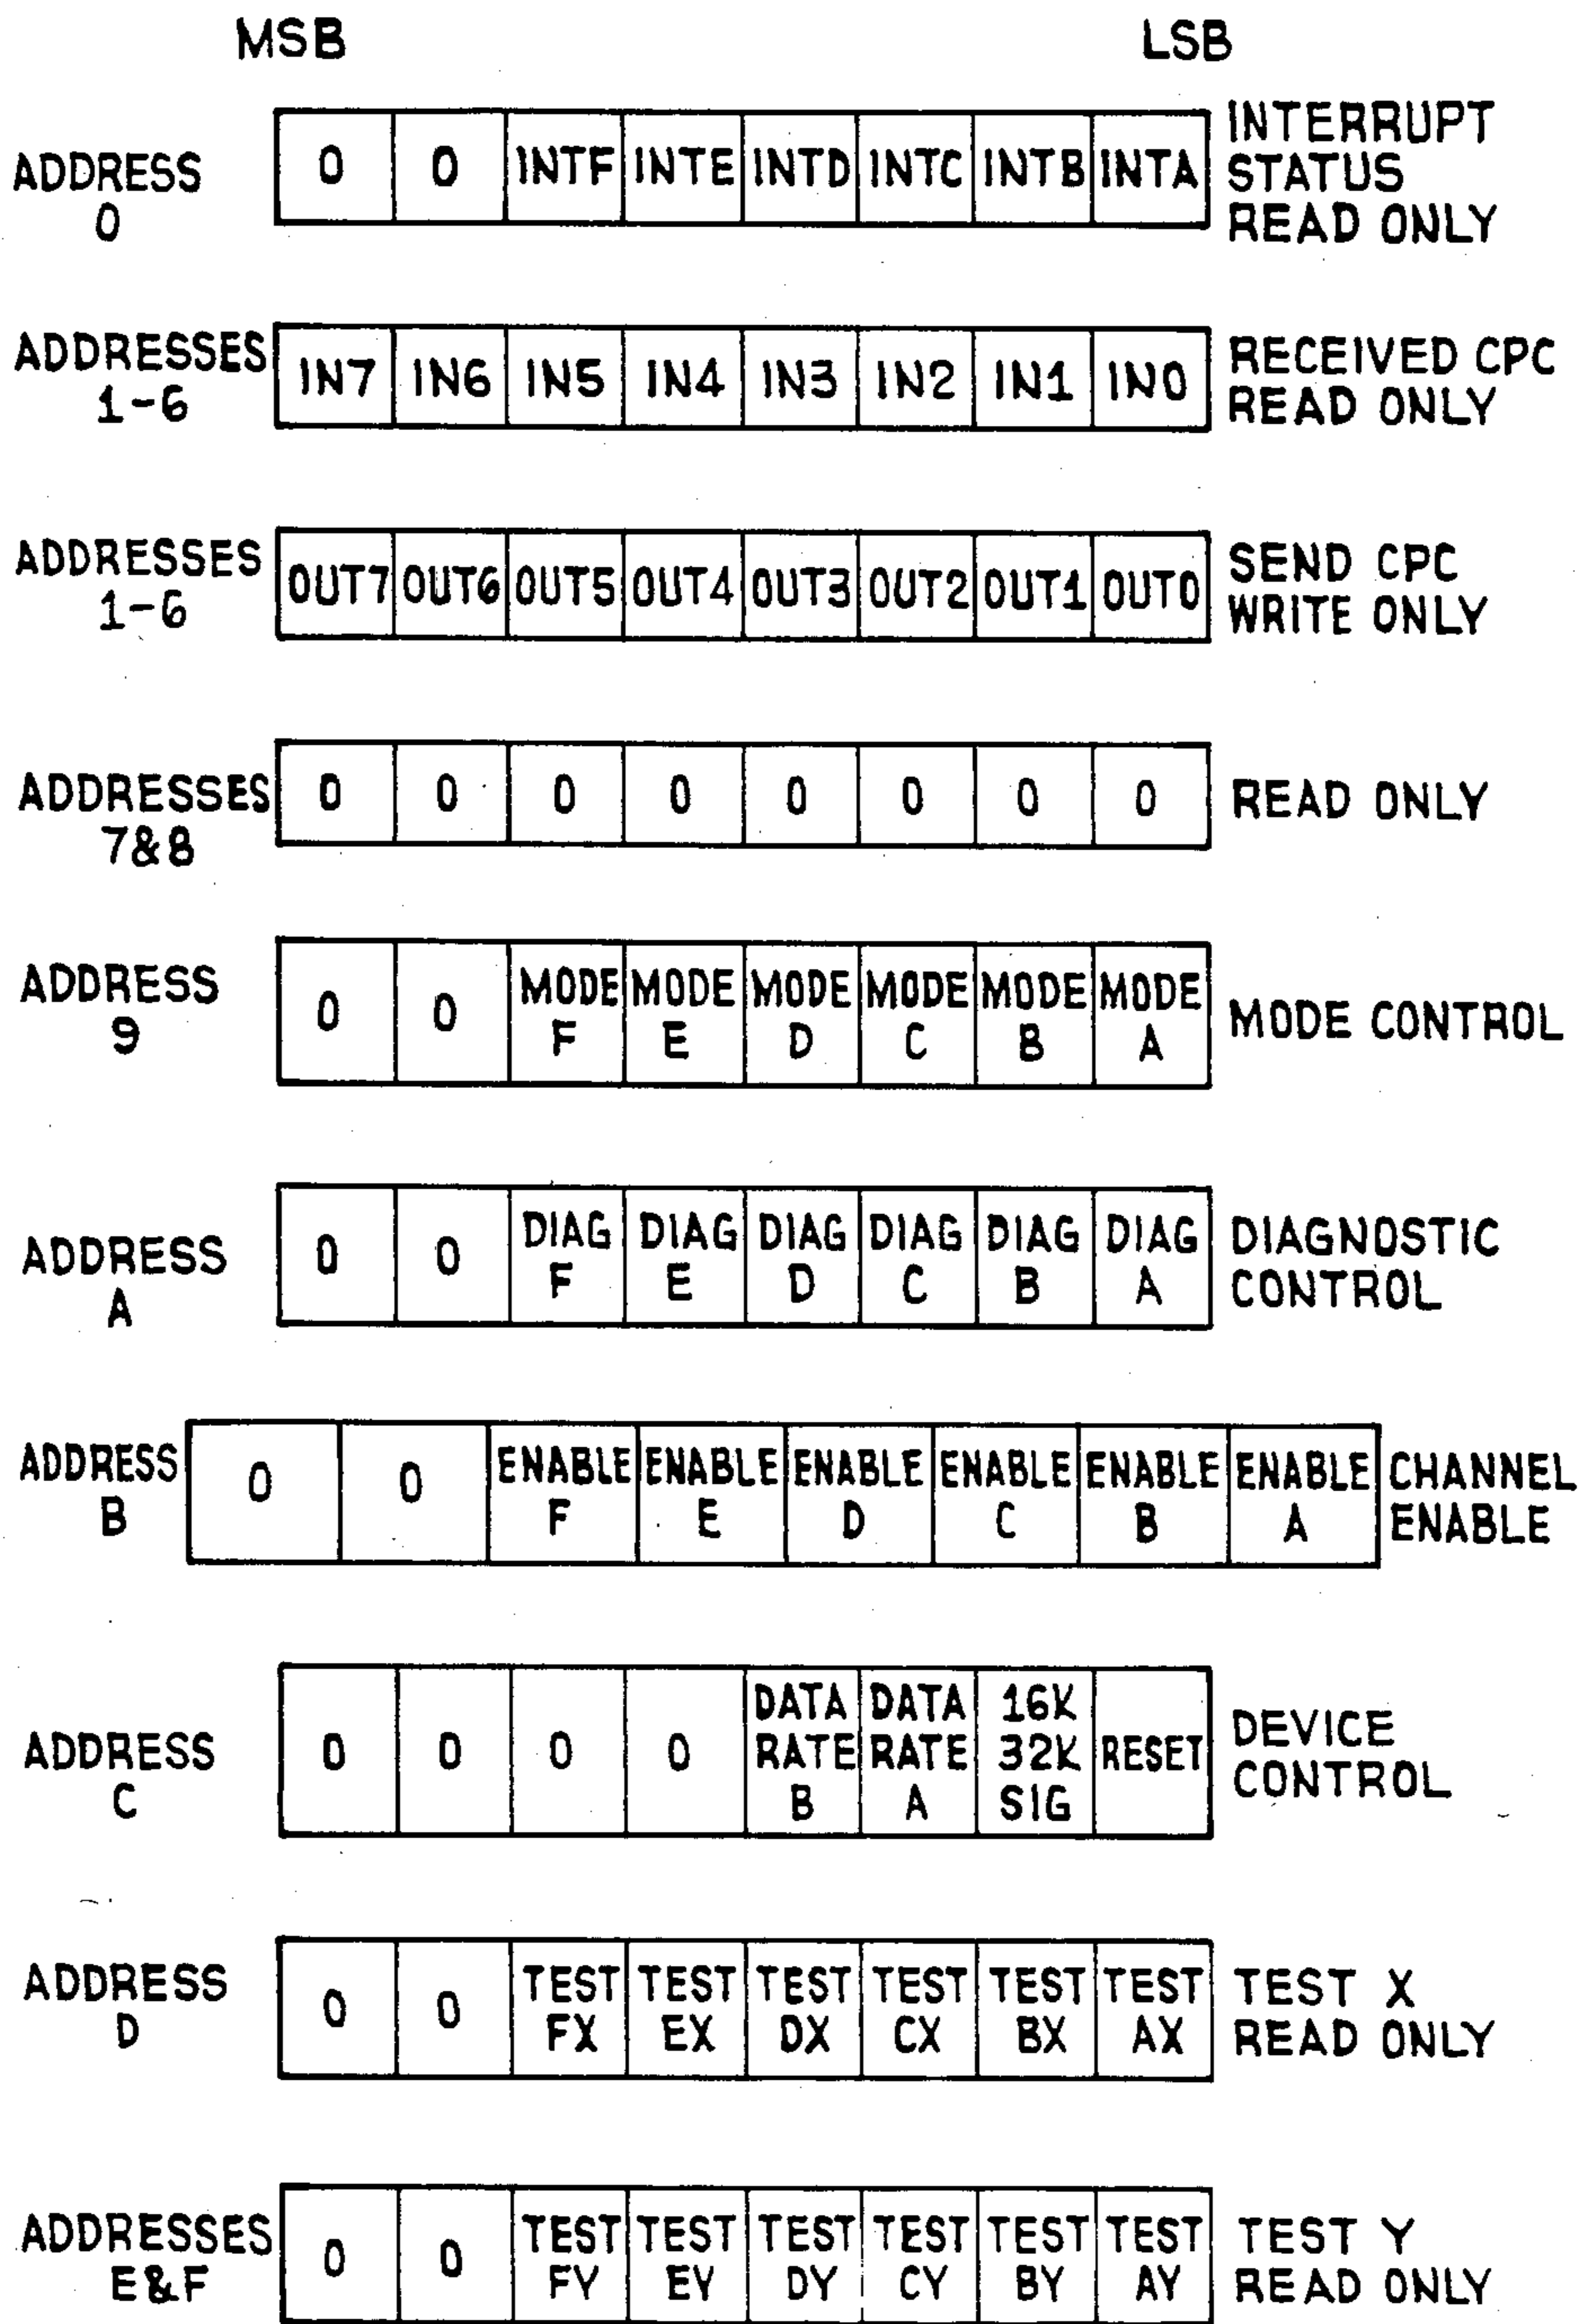 MSB LSB
ADDRESS 0
0 0 INTF INTE INTD INTC INTB INTA
INTERRUPT STATUS READ ONLY
ADDRESSES 1-6
IN7 IN6 IN5 IN4 IN3 IN2 IN1 IN0
RECEIVED CPC READ ONLY
ADDRESSES 1-6
OUT7 OUT6 OUT5 OUT4 OUT3 OUT2 OUT1 OUT0
SEND CPC WRITE ONLY
ADDRESSES 7&8
0 0 0 0 0 0 0 0
READ ONLY
ADDRESS 9
0 0 MODE F MODE E MODE D MODE C MODE B MODE A
MODE CONTROL
ADDRESS A
0 0 DIAG F DIAG E DIAG D DIAG C DIAG B DIAG A
DIAGNOSTIC CONTROL
ADDRESS B
0 0 ENABLE F ENABLE E ENABLE D ENABLE C ENABLE B ENABLE A
CHANNEL ENABLE
ADDRESS C
0 0 0 0 DATA RATE B DATA RATE A 16K 32K SIG RESET
DEVICE CONTROL
ADDRESS D
0 0 TEST FX TEST EX TEST DX TEST CX TEST BX TEST AX
TEST X READ ONLY
ADDRESSES E&F
0 0 TEST FY TEST EY TEST DY TEST CY TEST BY TEST AY
TEST Y READ ONLY